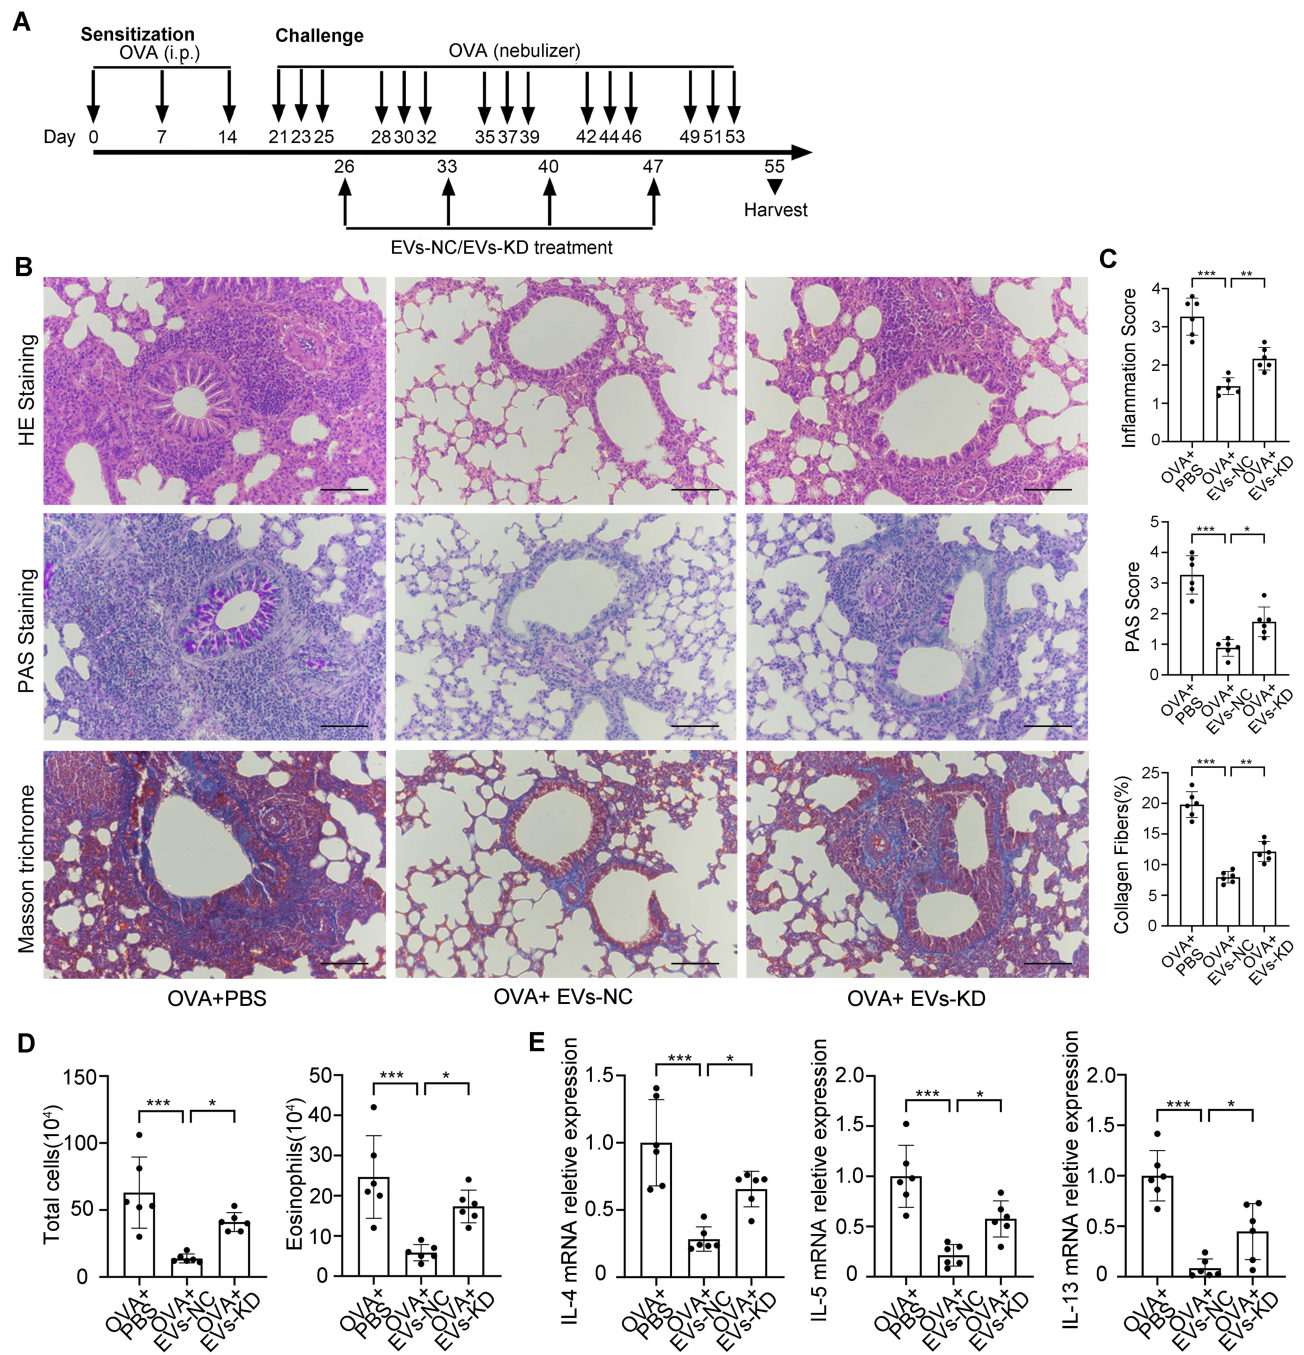 A
Sensitization
OVA (i.p.)
Challenge
OVA (nebulizer)
Day 0 7 14 21 23 25 28 30 32 35 37 39 42 44 46 49 51 53
26 33 40 47 55
Harvest
EVs-NC/EVs-KD treatment
B
HE Staining
PAS Staining
Masson trichrome
OVA+PBS
OVA+ EVs-NC
OVA+ EVs-KD
C
*** **
Inflammation Score
4
3
2
1
0
OVA+
PBS
OVA+
EVs-NC
OVA+
EVs-KD
*** *
PAS Score
5
4
3
2
1
0
OVA+
PBS
OVA+
EVs-NC
OVA+
EVs-KD
*** **
Collagen Fibers(%)
25
20
15
10
5
0
OVA+
PBS
OVA+
EVs-NC
OVA+
EVs-KD
D
*** *
Total cells(10⁴)
150
100
50
0
OVA+
PBS
OVA+
EVs-NC
OVA+
EVs-KD
*** *
Eosinophils(10⁴)
50
40
30
20
10
0
OVA+
PBS
OVA+
EVs-NC
OVA+
EVs-KD
E
*** *
IL-4 mRNA reletive expression
1.5
1.0
0.5
0
OVA+
PBS
OVA+
EVs-NC
OVA+
EVs-KD
*** *
IL-5 mRNA reletive expression
2.0
1.5
1.0
0.5
0
OVA+
PBS
OVA+
EVs-NC
OVA+
EVs-KD
*** *
IL-13 mRNA reletive expression
2.0
1.5
1.0
0.5
0
OVA+
PBS
OVA+
EVs-NC
OVA+
EVs-KD